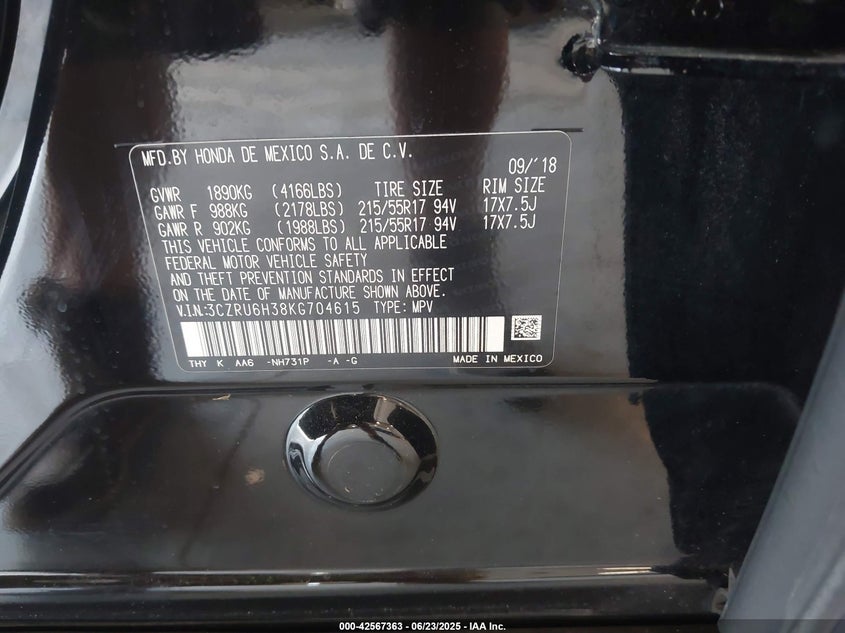 MFD.BY HONDA DE MEXICO S.A. DE C.V.
09/'18
GVWR 1890KG (4166LBS) TIRE SIZE RIM SIZE
GAWR F 988KG (2178LBS) 215/55R17 94V 17X7.5J
GAWR R 902KG (1988LBS) 215/55R17 94V 17X7.5J
THIS VEHICLE CONFORMS TO ALL APPLICABLE
FEDERAL MOTOR VEHICLE SAFETY
AND THEFT PREVENTION STANDARDS IN EFFECT
ON THE DATE OF MANUFACTURE SHOWN ABOVE.
V.I.N:3CZRU6H38KG704615 TYPE: MPV
THY K AA6 -NH731P -A -G MADE IN MEXICO
000-42567363 - 06/23/2025 - IAA Inc.